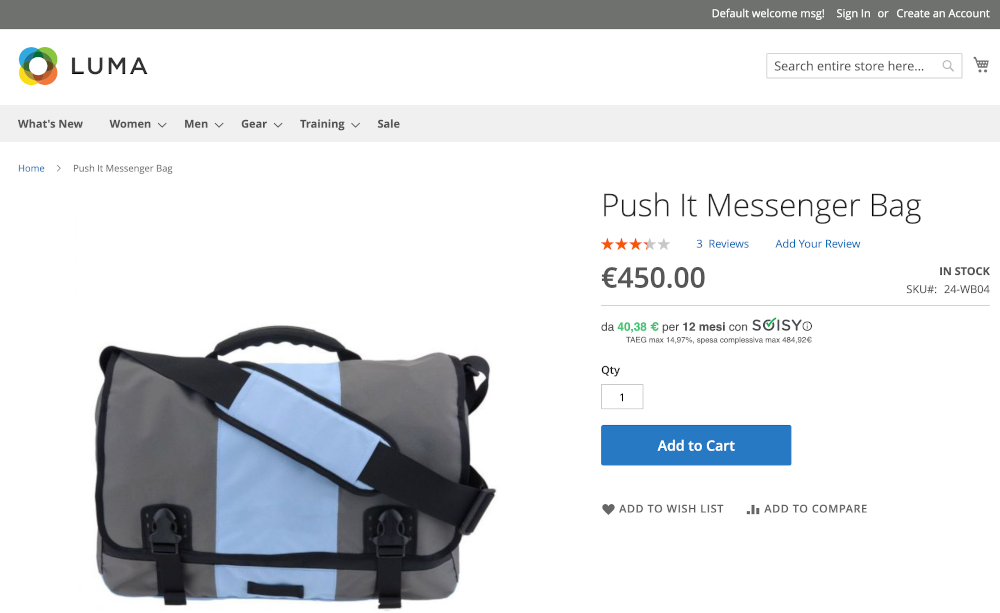 Default welcome msg! Sign In or Create an Account
LUMA
Search entire store here...
What's New Women Men Gear Training Sale
Home > Push It Messenger Bag
Push It Messenger Bag
3 Reviews Add Your Review
€450.00
IN STOCK
SKU#: 24-WB04
da 40,38 € per 12 mesi con SOISY
TAEG max 14,97%, spesa complessiva max 484,92€
Qty
1
Add to Cart
ADD TO WISH LIST ADD TO COMPARE